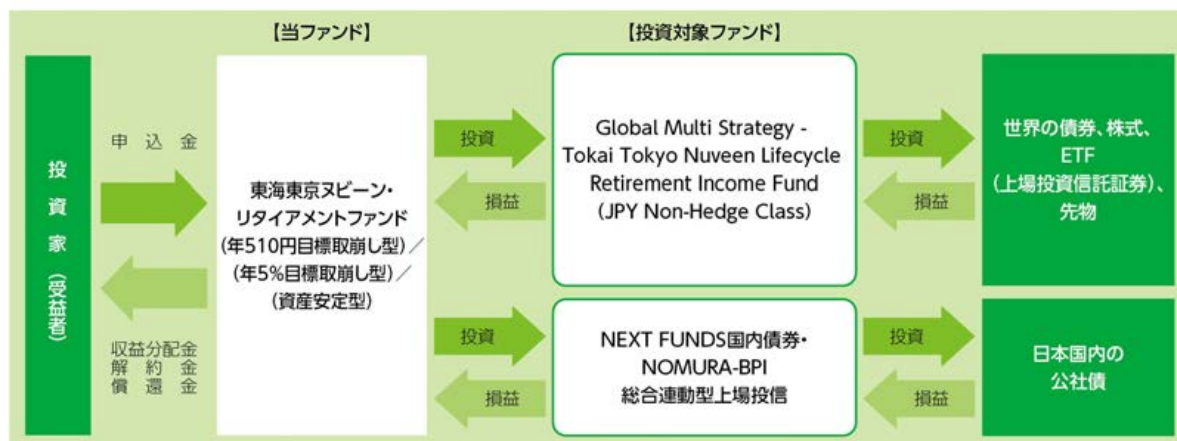 【当ファンド】
【投資対象ファンド】
投資家（受益者）
申込金
収益分配金
解約金
償還金
東海東京ヌビーン・
リタイアメントファンド
(年510円目標取崩し型)／
(年5%目標取崩し型)／
(資産安定型)
投資
損益
Global Multi Strategy -
Tokai Tokyo Nuveen Lifecycle
Retirement Income Fund
(JPY Non-Hedge Class)
投資
損益
世界の債券、株式、
ETF
(上場投資信託証券)、
先物
投資
損益
NEXT FUNDS国内債券・
NOMURA-BPI
総合連動型上場投信
投資
損益
日本国内の
公社債